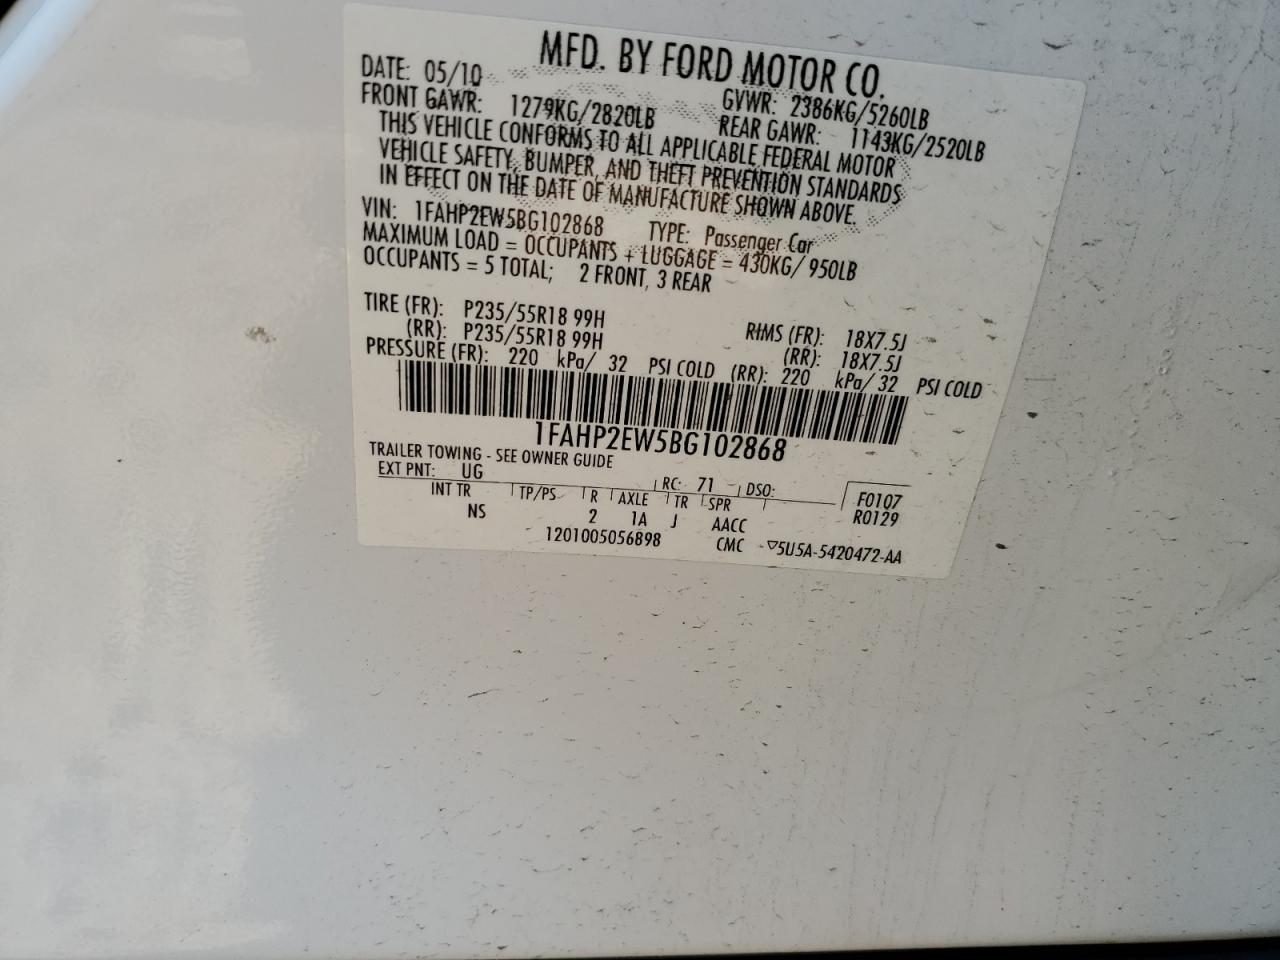 MFD. BY FORD MOTOR CO.
DATE: 05/10 GVWR: 2386KG/5260LB
FRONT GAWR: 1279KG/2820LB REAR GAWR: 1143KG/2520LB
THIS VEHICLE CONFORMS TO ALL APPLICABLE FEDERAL MOTOR
VEHICLE SAFETY, BUMPER, AND THEFT PREVENTION STANDARDS
IN EFFECT ON THE DATE OF MANUFACTURE SHOWN ABOVE.
VIN: 1FAHP2EW5BG102868 TYPE: Passenger Car
MAXIMUM LOAD = OCCUPANTS + LUGGAGE = 430KG/ 950LB
OCCUPANTS = 5 TOTAL; 2 FRONT, 3 REAR
TIRE (FR): P235/55R18 99H RIMS (FR): 18X7.5J
(RR): P235/55R18 99H (RR): 18X7.5J
PRESSURE (FR): 220 kPa/ 32 PSI COLD (RR): 220 kPa/ 32 PSI COLD
1FAHP2EW5BG102868
TRAILER TOWING - SEE OWNER GUIDE
EXT PNT: UG RC: 71 DSO: F0107
INT TR TP/PS R AXLE TR SPR R0129
NS 2 1A J AACC
1201005056898 CMC ▽5U5A-5420472-AA